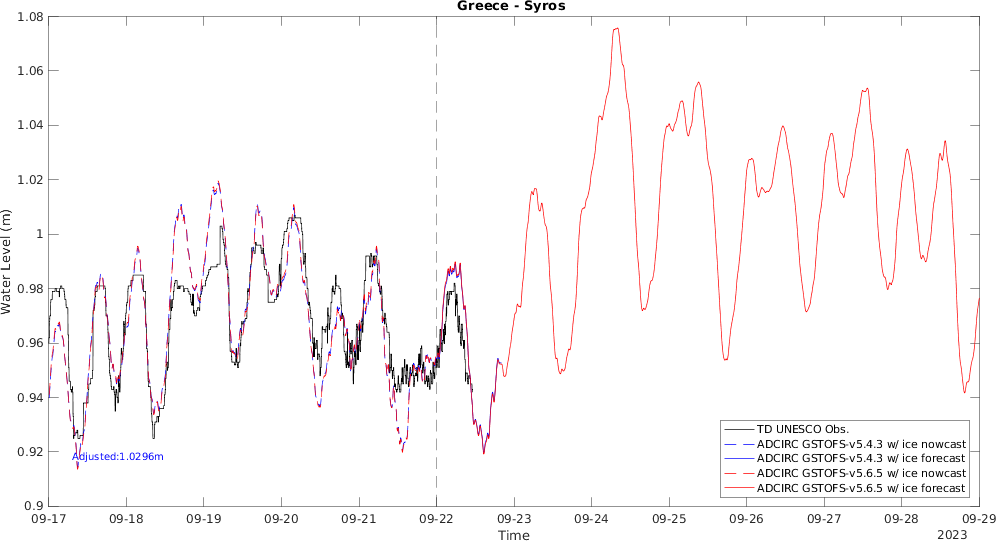 Greece - Syros
1.08
1.06
1.04
1.02
1
0.98
0.96
0.94
0.92
0.9
Water Level (m)
Adjusted:1.0296m
TD UNESCO Obs.
ADCIRC GSTOFS-v5.4.3 w/ ice nowcast
ADCIRC GSTOFS-v5.4.3 w/ ice forecast
ADCIRC GSTOFS-v5.6.5 w/ ice nowcast
ADCIRC GSTOFS-v5.6.5 w/ ice forecast
09-17 09-18 09-19 09-20 09-21 09-22 09-23 09-24 09-25 09-26 09-27 09-28 09-29
Time
2023